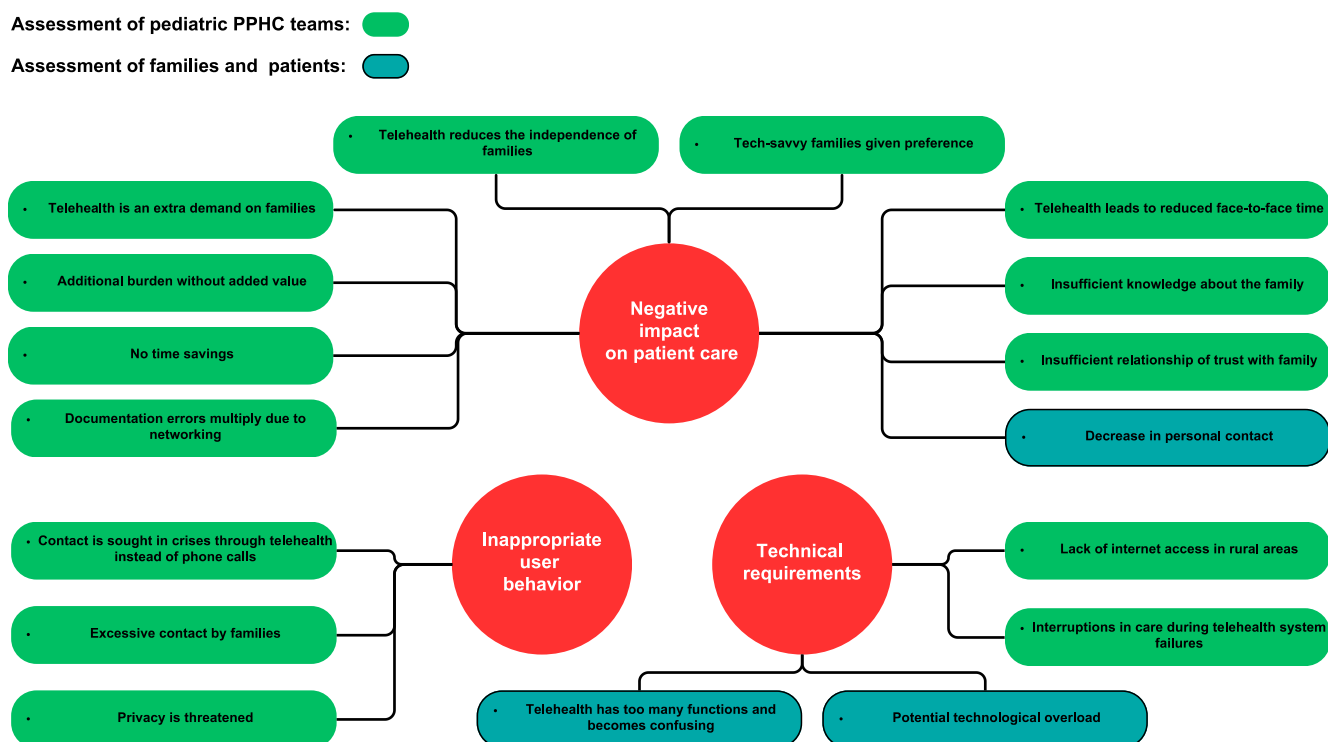 Assessment of pediatric PPHC teams:
Assessment of families and patients:
• Telehealth reduces the independence of
families
• Tech-savvy families given preference
• Telehealth is an extra demand on families
• Additional burden without added value
• No time savings
• Documentation errors multiply due to
networking
Negative
impact
on patient care
• Telehealth leads to reduced face-to-face time
• Insufficient knowledge about the family
• Insufficient relationship of trust with family
• Decrease in personal contact
• Contact is sought in crises through telehealth
instead of phone calls
• Excessive contact by families
• Privacy is threatened
Inappropriate
user
behavior
Technical
requirements
• Lack of internet access in rural areas
• Interruptions in care during telehealth system
failures
• Telehealth has too many functions and
becomes confusing
• Potential technological overload